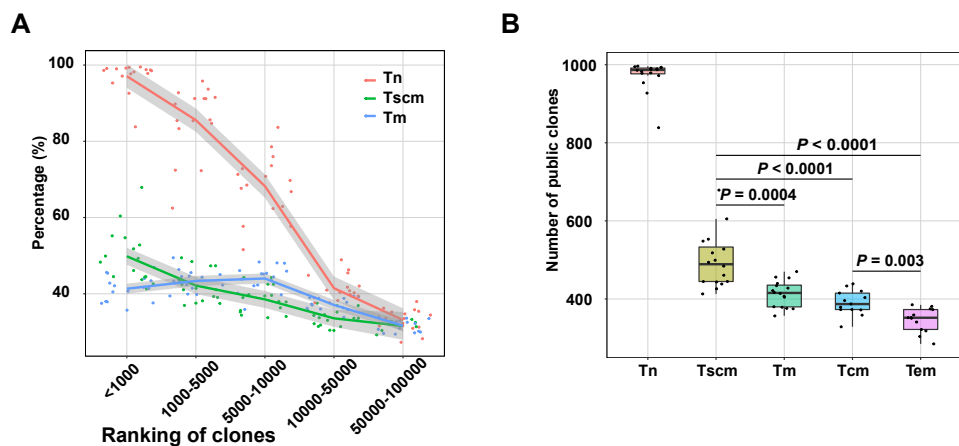 A
Percentage (%)
100
80
60
40
Tn
Tscm
Tm
<1000
1000-5000
5000-10000
10000-50000
50000-100000
Ranking of clones
B
Number of public clones
1000
800
600
400
P < 0.0001
P < 0.0001
P = 0.0004
P = 0.003
Tn Tscm Tm Tcm Tem